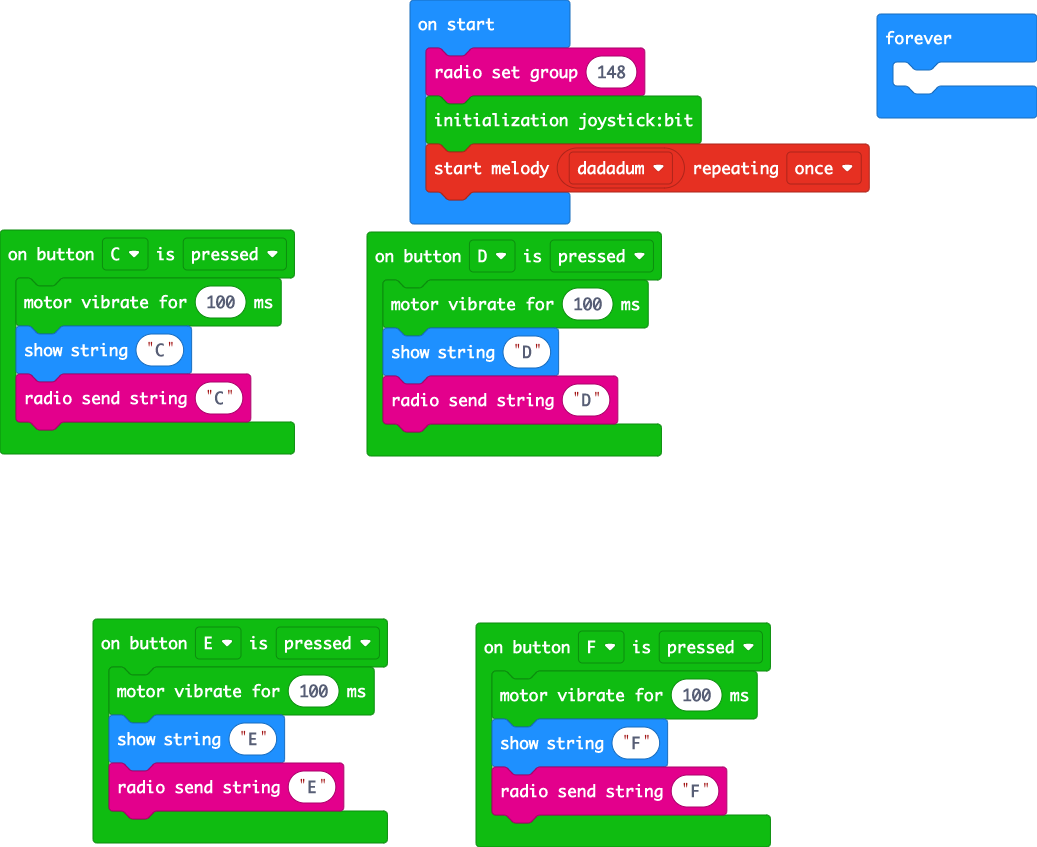 on start
radio set group 148
initialization joystick:bit
start melody dadadum repeating once
forever
on button C is pressed
motor vibrate for 100 ms
show string "C"
radio send string "C"
on button D is pressed
motor vibrate for 100 ms
show string "D"
radio send string "D"
on button E is pressed
motor vibrate for 100 ms
show string "E"
radio send string "E"
on button F is pressed
motor vibrate for 100 ms
show string "F"
radio send string "F"